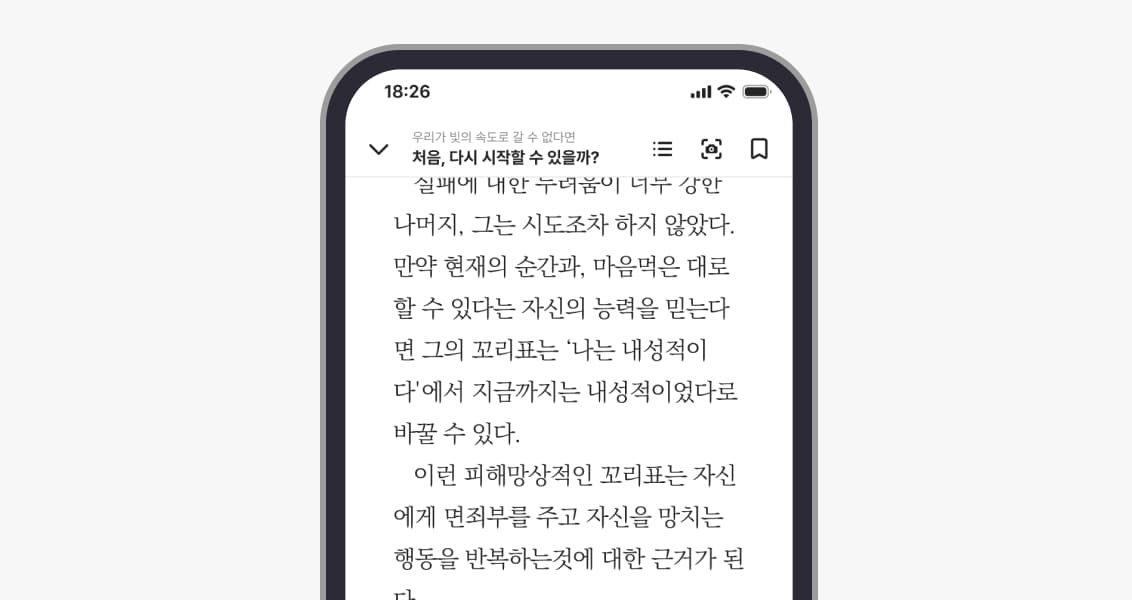 18:26
우리가 빛의 속도로 갈 수 없다면
처음, 다시 시작할 수 있을까?
실패에 대한 두려움이 너무 강한
나머지, 그는 시도조차 하지 않았다.
만약 현재의 순간과, 마음먹은 대로
할 수 있다는 자신의 능력을 믿는다
면 그의 꼬리표는 ‘나는 내성적이
다'에서 지금까지는 내성적이었다로
바꿀 수 있다.
이런 피해망상적인 꼬리표는 자신
에게 면죄부를 주고 자신을 망치는
행동을 반복하는것에 대한 근거가 된
다